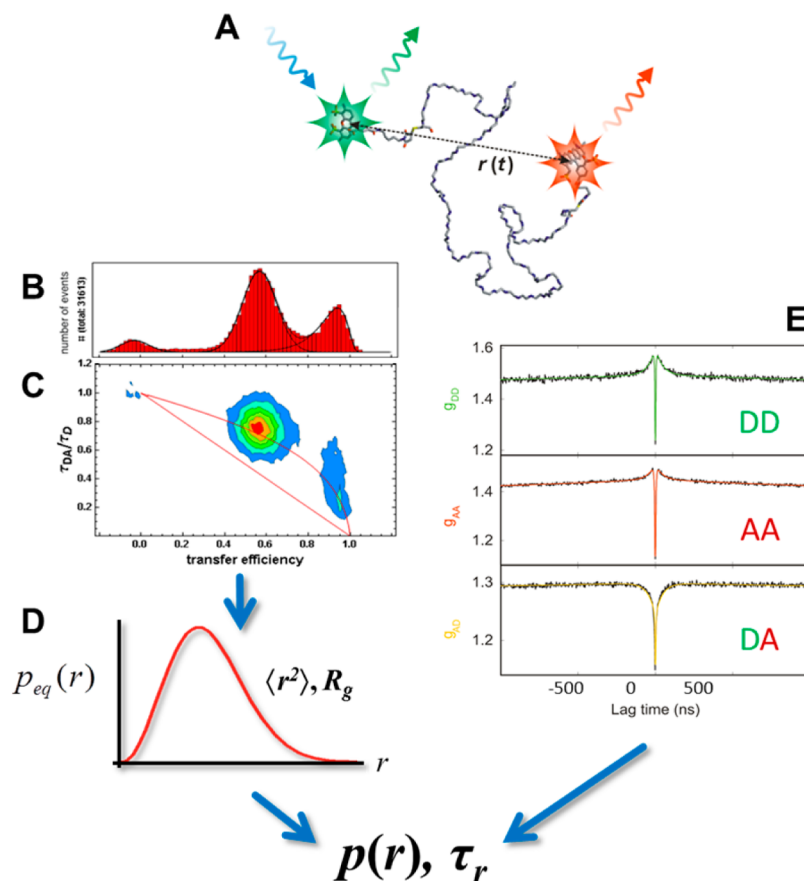 A
r(t)
B
number of events
# (total: 31613)
C
1.2
1.0
0.8
0.6
0.4
0.2
τDA/τD
0.0 0.2 0.4 0.6 0.8 1.0
transfer efficiency
D
peq(r)
⟨r²⟩, Rg
r
E
1.6
1.4
1.2
gDD
DD
1.4
1.2
gAA
AA
1.3
1.2
gAD
DA
-500 0 500
Lag time (ns)
p(r), τr